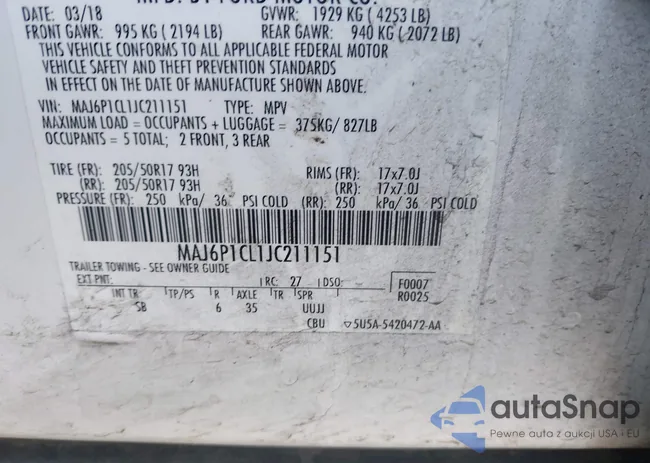 MFD. BY FORD MOTOR CO.
DATE: 03/18 GVWR: 1929 KG ( 4253 LB)
FRONT GAWR: 995 KG ( 2194 LB) REAR GAWR: 940 KG ( 2072 LB)
THIS VEHICLE CONFORMS TO ALL APPLICABLE FEDERAL MOTOR
VEHICLE SAFETY AND THEFT PREVENTION STANDARDS
IN EFFECT ON THE DATE OF MANUFACTURE SHOWN ABOVE.
VIN: MAJ6P1CL1JC211151 TYPE: MPV
MAXIMUM LOAD = OCCUPANTS + LUGGAGE = 375KG/ 827LB
OCCUPANTS = 5 TOTAL; 2 FRONT, 3 REAR
TIRE (FR): 205/50R17 93H RIMS (FR): 17x7.0J
(RR): 205/50R17 93H (RR): 17x7.0J
PRESSURE (FR): 250 kPa/ 36 PSI COLD (RR): 250 kPa/ 36 PSI COLD
MAJ6P1CL1JC211151
TRAILER TOWING - SEE OWNER GUIDE
EXT PNT: RC: 27 DSO: F0007
R0025
INT TR TP/PS R AXLE TR SPR
SB 6 35 UUJJ
CBU 5U5A-5420472-AA
autaSnap
Pewne auta z aukcji USA i EU